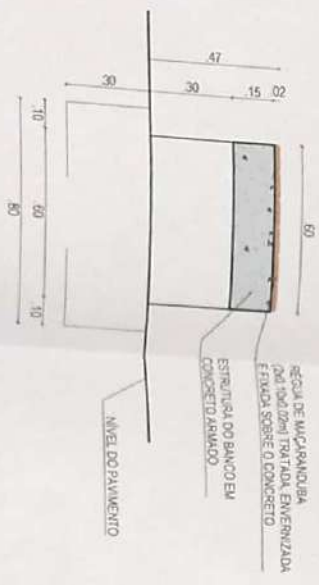 .60
.47
.02
.15
.30
.30
.10
.60
.10
.80
RÉGUA DE MAÇARANDUBA
(2x0.10x0.02m) TRATADA, ENVERNIZADA
E FIXADA SOBRE O CONCRETO
ESTRUTURA DO BANCO EM
CONCRETO ARMADO
NÍVEL DO PAVIMENTO